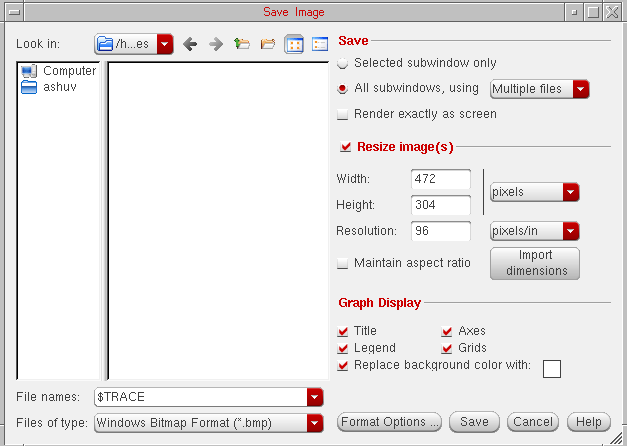 Save Image
Look in:
/h...es
Computer
ashuv
Save
Selected subwindow only
All subwindows, using
Multiple files
Render exactly as screen
Resize image(s)
Width:
472
pixels
Height:
304
Resolution:
96
pixels/in
Maintain aspect ratio
Import
dimensions
Graph Display
Title
Axes
Legend
Grids
Replace background color with:
File names:
$TRACE
Files of type:
Windows Bitmap Format (*.bmp)
Format Options ...
Save
Cancel
Help